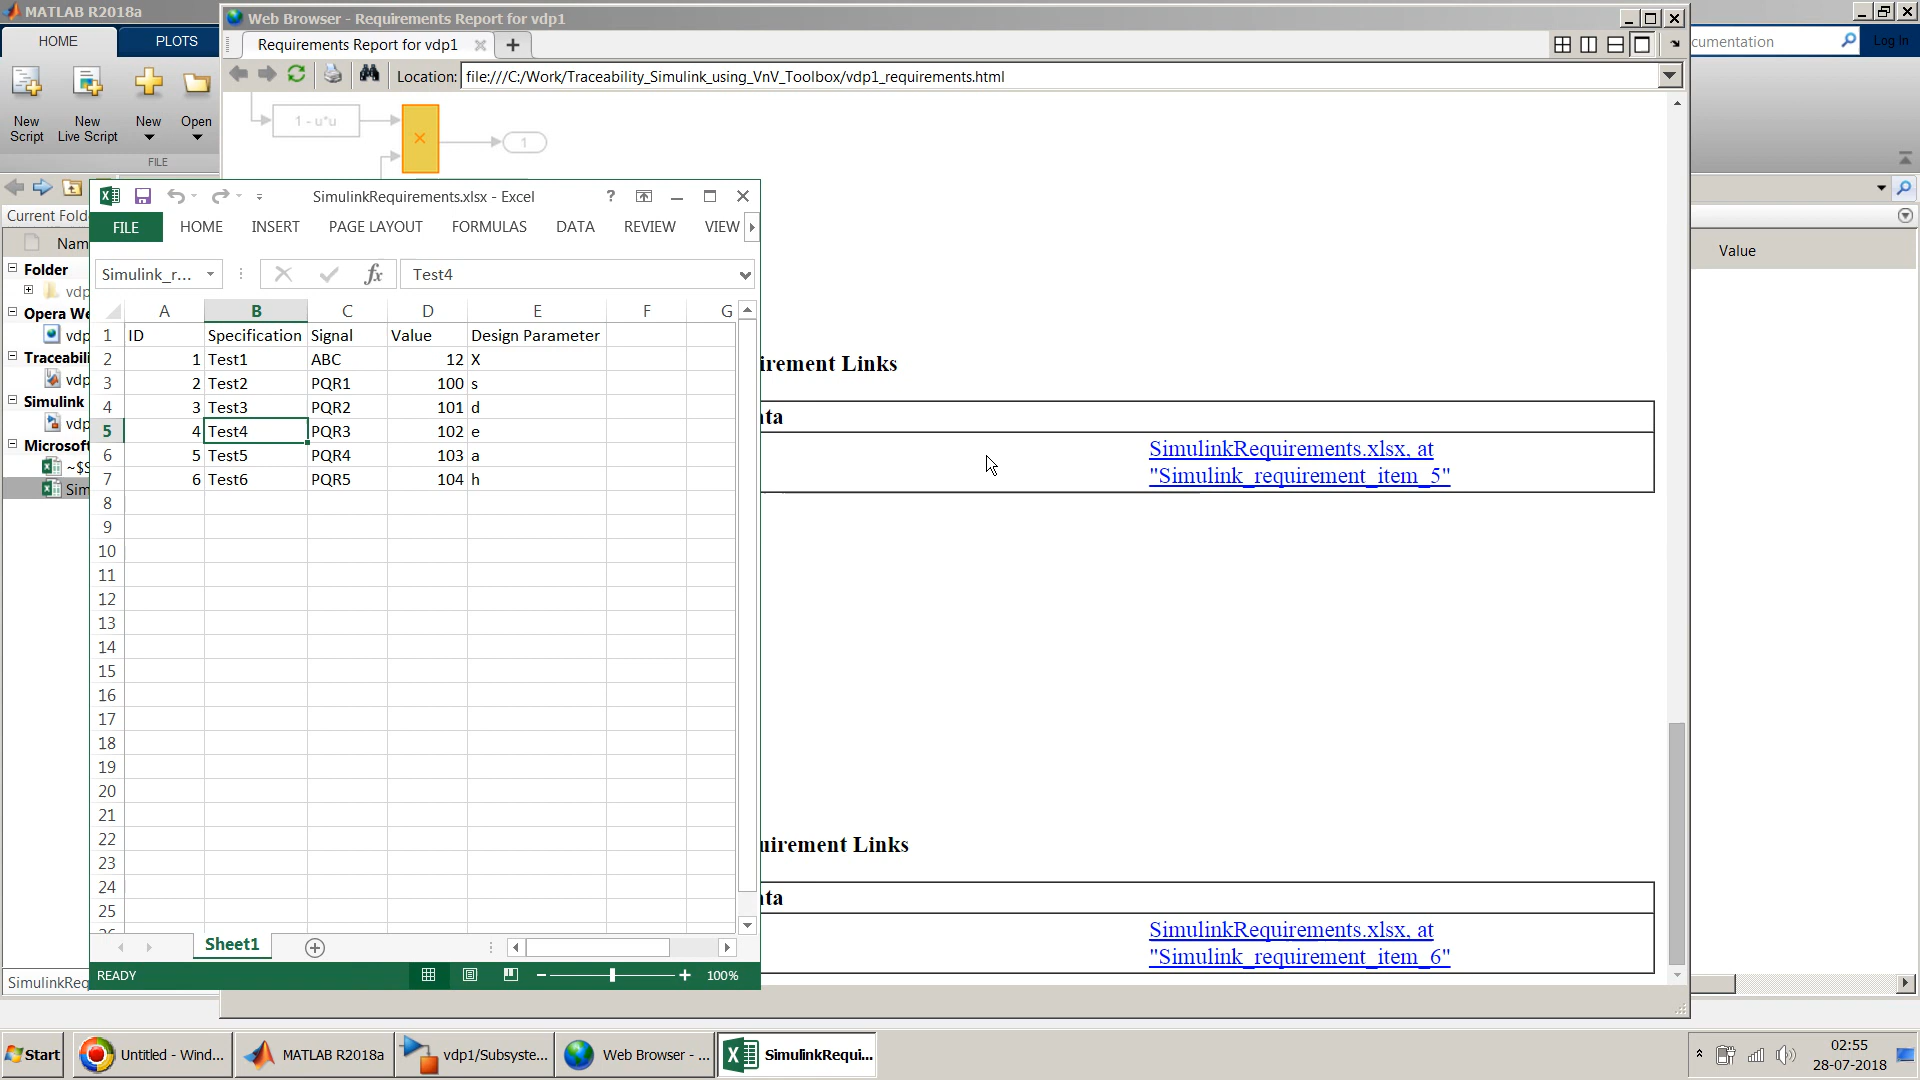 MATLAB R2018a
HOME
PLOTS
New Script
New Live Script
New
Open
FILE
Current Fold
Nam
Folder
vdp
Opera We
vdp
Traceabili
vdp
Simulink
vdp
Microsoft
~$S
Sim
SimulinkReq
Web Browser - Requirements Report for vdp1
Requirements Report for vdp1
Location: file:///C:/Work/Traceability_Simulink_using_VnV_Toolbox/vdp1_requirements.html
cumentation
Log In
Value
1 - u*u
×
1
SimulinkRequirements.xlsx - Excel
FILE HOME INSERT PAGE LAYOUT FORMULAS DATA REVIEW VIEW
Simulink_r... fx Test4
A B C D E F G
1 ID Specification Signal Value Design Parameter
2 1 Test1 ABC 12 X
3 2 Test2 PQR1 100 s
4 3 Test3 PQR2 101 d
5 4 Test4 PQR3 102 e
6 5 Test5 PQR4 103 a
7 6 Test6 PQR5 104 h
8
9
10
11
12
13
14
15
16
17
18
19
20
21
22
23
24
25
Sheet1
READY
100%
irement Links
ata
SimulinkRequirements.xlsx, at
"Simulink_requirement_item_5"
uirement Links
ata
SimulinkRequirements.xlsx, at
"Simulink_requirement_item_6"
Start
Untitled - Wind...
MATLAB R2018a
vdp1/Subsyste...
Web Browser - ...
SimulinkRequi...
02:55
28-07-2018